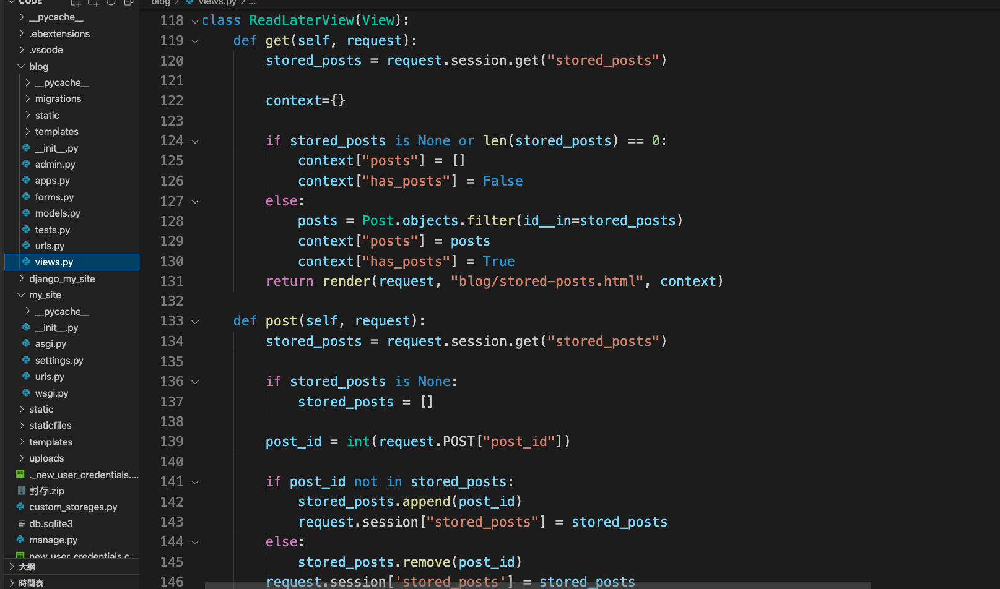 CODE
__pycache__
.ebextensions
.vscode
blog
__pycache__
migrations
static
templates
__init__.py
admin.py
apps.py
forms.py
models.py
tests.py
urls.py
views.py
django_my_site
my_site
__pycache__
__init__.py
asgi.py
settings.py
urls.py
wsgi.py
static
staticfiles
templates
uploads
._new_user_credentials....
封存.zip
custom_storages.py
db.sqlite3
manage.py
new_user_credentials.c
大綱
時間表
blog > views.py > ...
118 class ReadLaterView(View):
119     def get(self, request):
120         stored_posts = request.session.get("stored_posts")
121
122         context={}
123
124         if stored_posts is None or len(stored_posts) == 0:
125             context["posts"] = []
126             context["has_posts"] = False
127         else:
128             posts = Post.objects.filter(id__in=stored_posts)
129             context["posts"] = posts
130             context["has_posts"] = True
131         return render(request, "blog/stored-posts.html", context)
132
133     def post(self, request):
134         stored_posts = request.session.get("stored_posts")
135
136         if stored_posts is None:
137             stored_posts = []
138
139         post_id = int(request.POST["post_id"])
140
141         if post_id not in stored_posts:
142             stored_posts.append(post_id)
143             request.session["stored_posts"] = stored_posts
144         else:
145             stored_posts.remove(post_id)
146         request.session['stored_posts'] = stored_posts